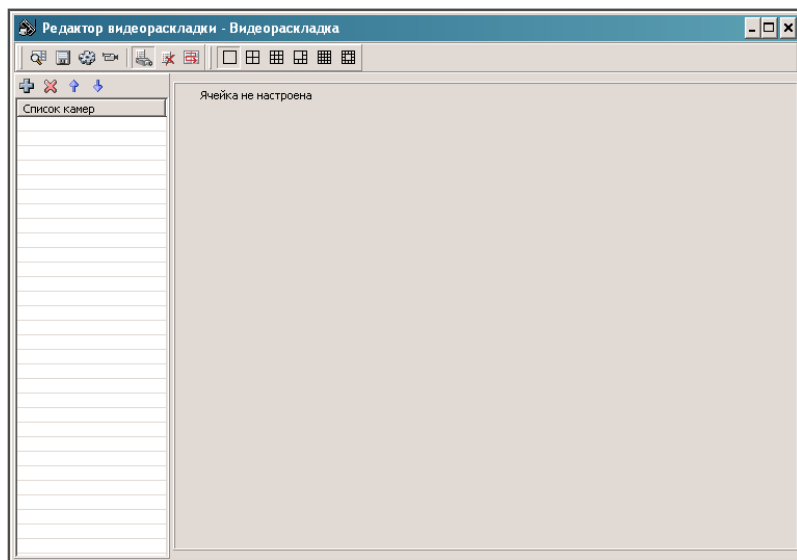 Редактор видеораскладки - Видеораскладка
Список камер
Ячейка не настроена